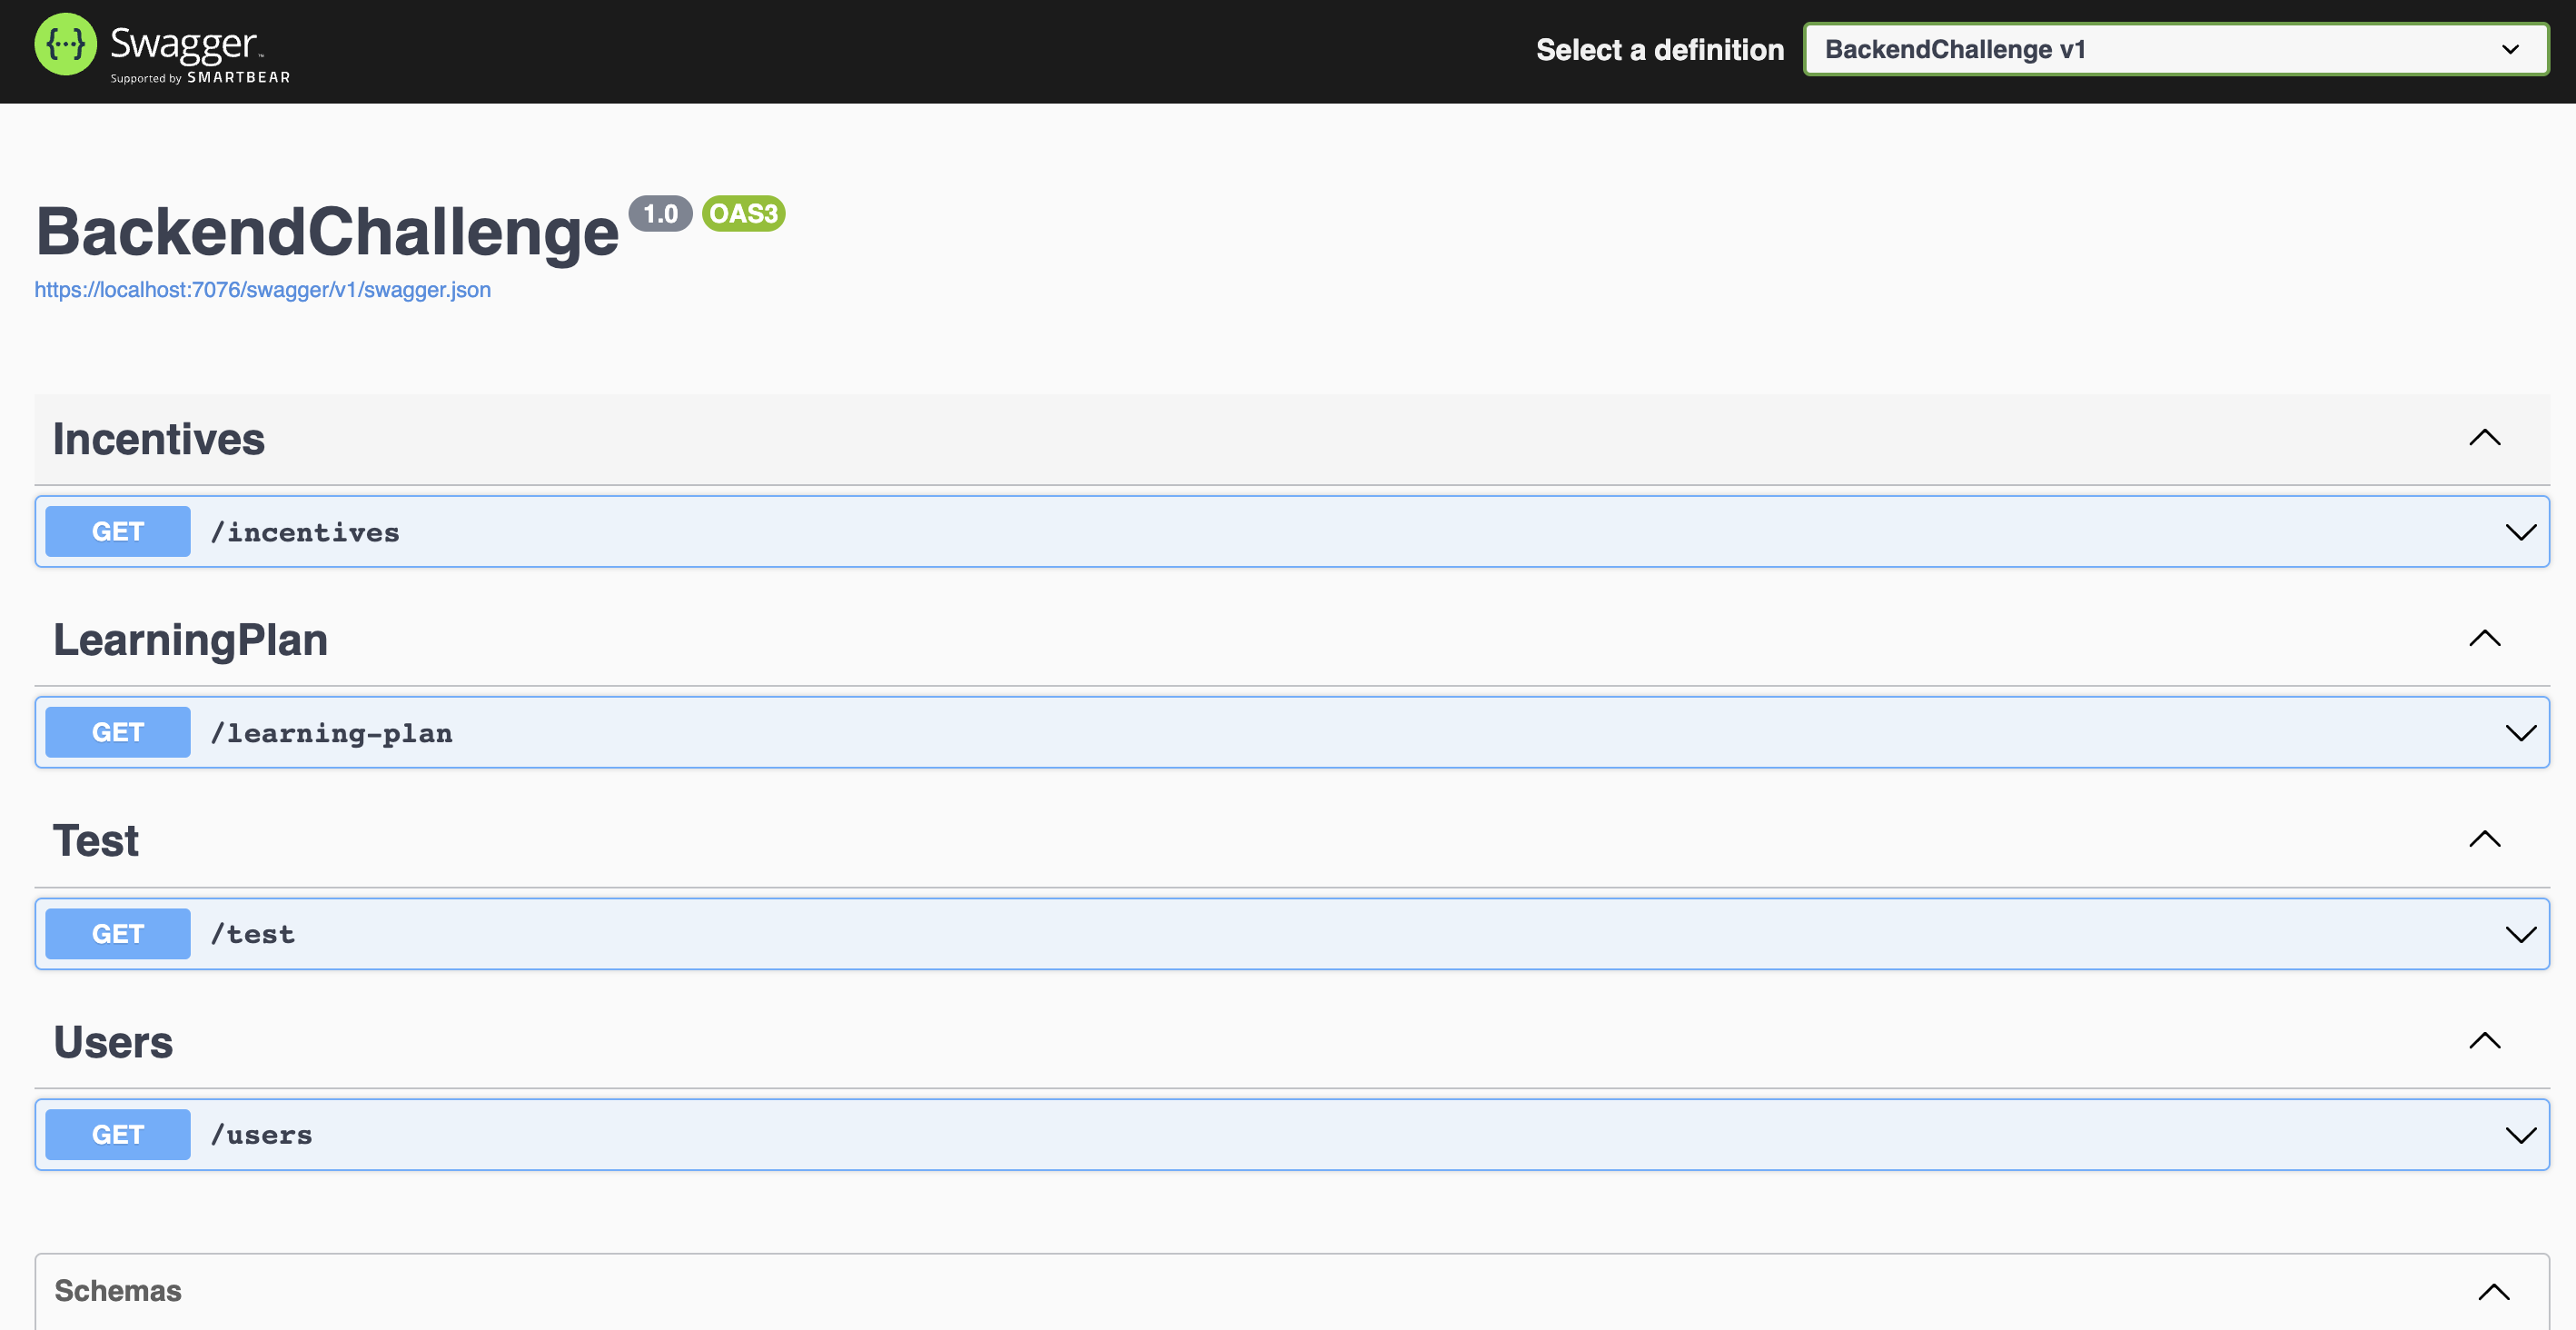 Swagger™
Supported by SMARTBEAR
Select a definition
BackendChallenge v1
BackendChallenge 1.0 OAS3
https://localhost:7076/swagger/v1/swagger.json
Incentives
GET /incentives
LearningPlan
GET /learning-plan
Test
GET /test
Users
GET /users
Schemas